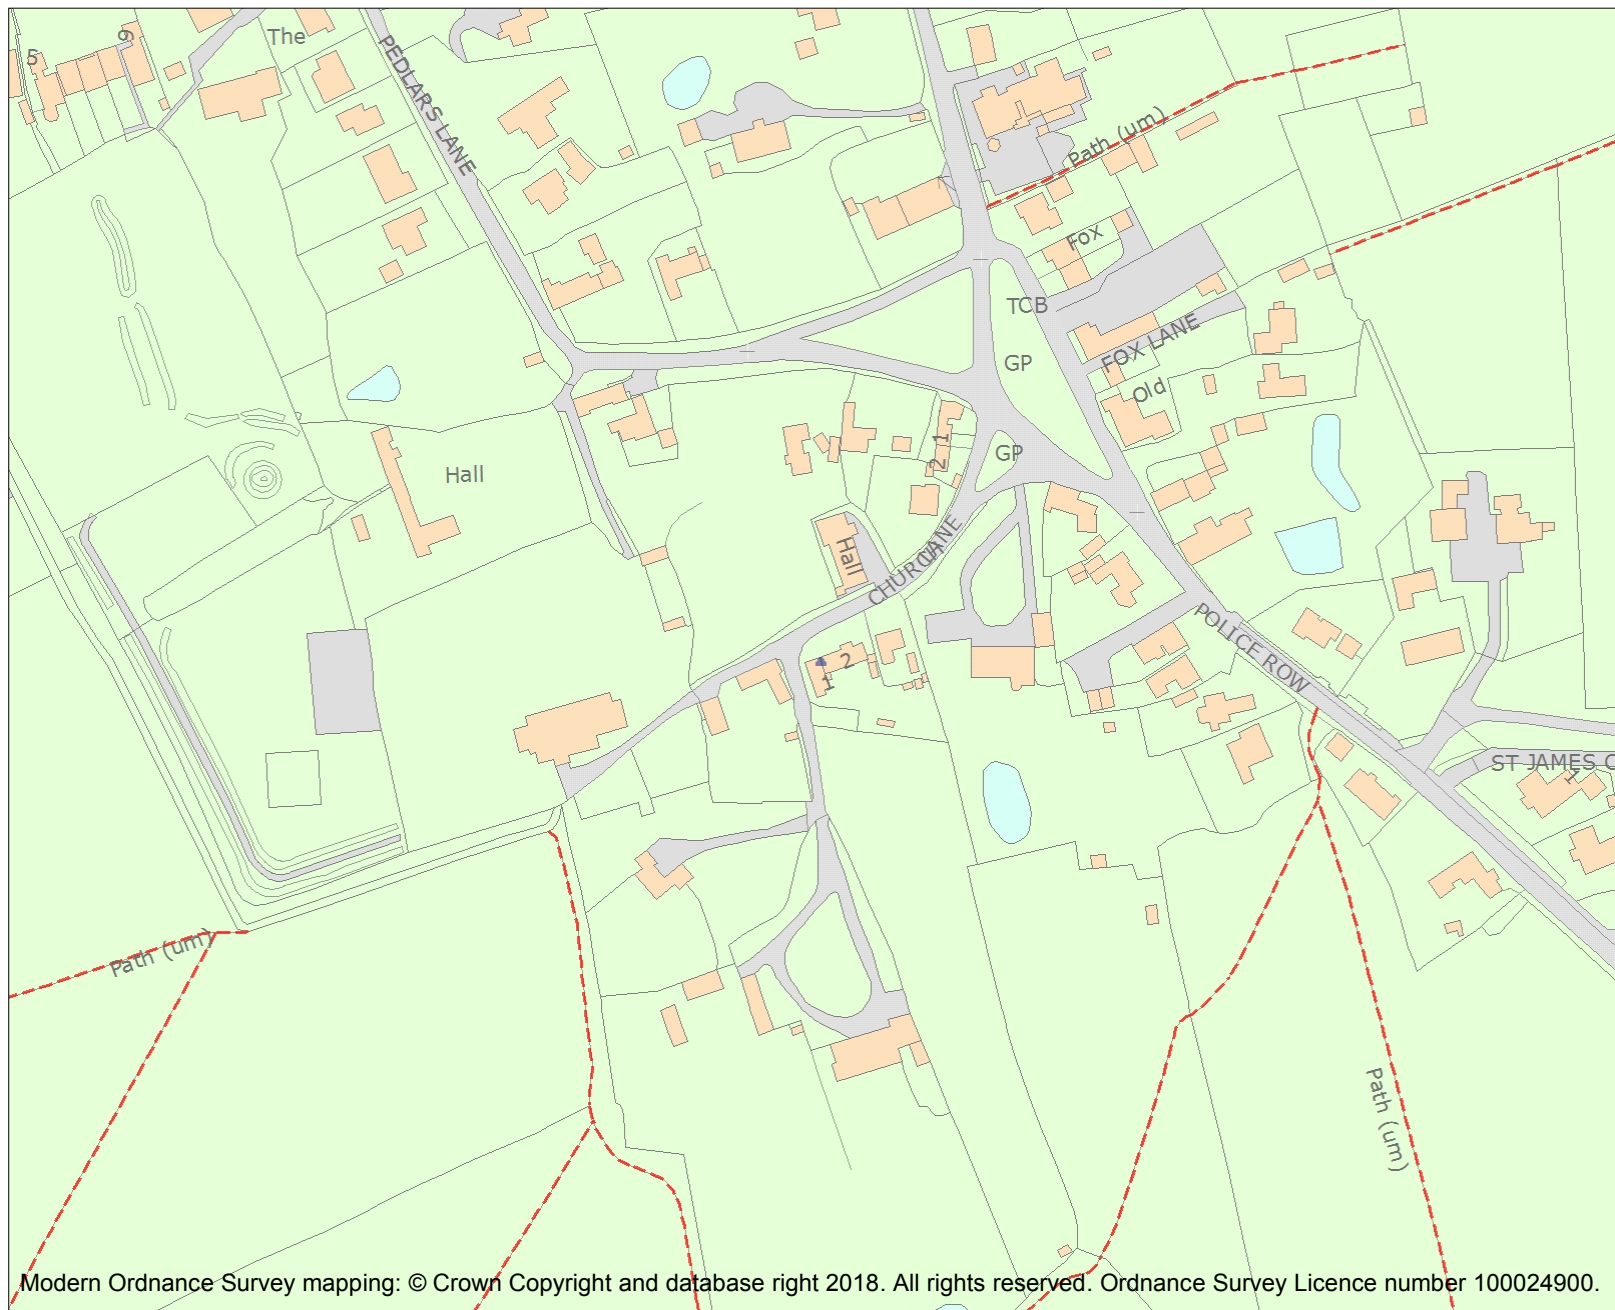 The
6
5
PEDLARS LANE
Path (um)
Fox
TCB
FOX LANE
GP
Old
1
2
GP
Hall
Hall
CHURCH LANE
POLICE ROW
2
1
ST JAMES C
1
Path (um)
Path (um)
Modern Ordnance Survey mapping: © Crown Copyright and database right 2018. All rights reserved. Ordnance Survey Licence number 100024900.